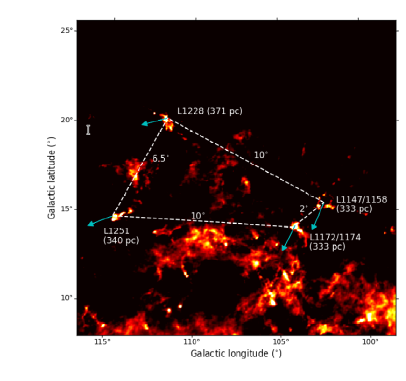 25°
20°
15°
10°
Galactic latitude (°)
L1228 (371 pc)
6.5°
10°
2°
L1147/1158
(333 pc)
10°
L1251
(340 pc)
L1172/1174
(333 pc)
115°
110°
105°
100°
Galactic longitude (°)